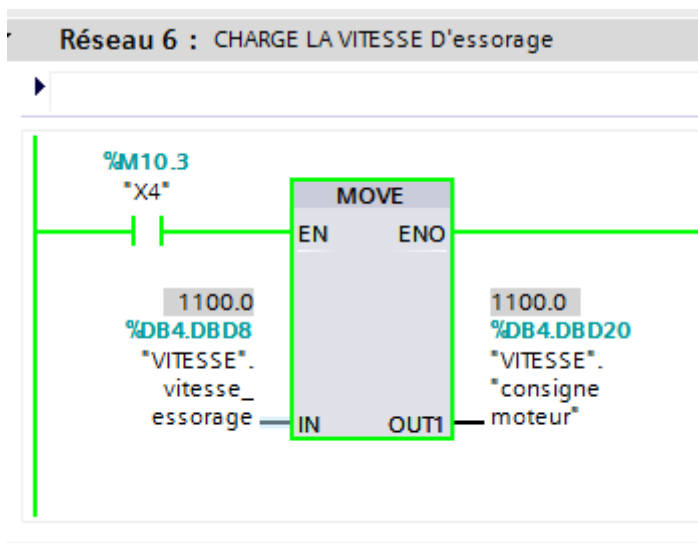 Réseau 6 : CHARGE LA VITESSE D'essorage
%M10.3
"X4"
MOVE
EN ENO
1100.0
%DB4.DBD8
"VITESSE".
vitesse_
essorage
IN OUT1
1100.0
%DB4.DBD20
"VITESSE".
"consigne
moteur"